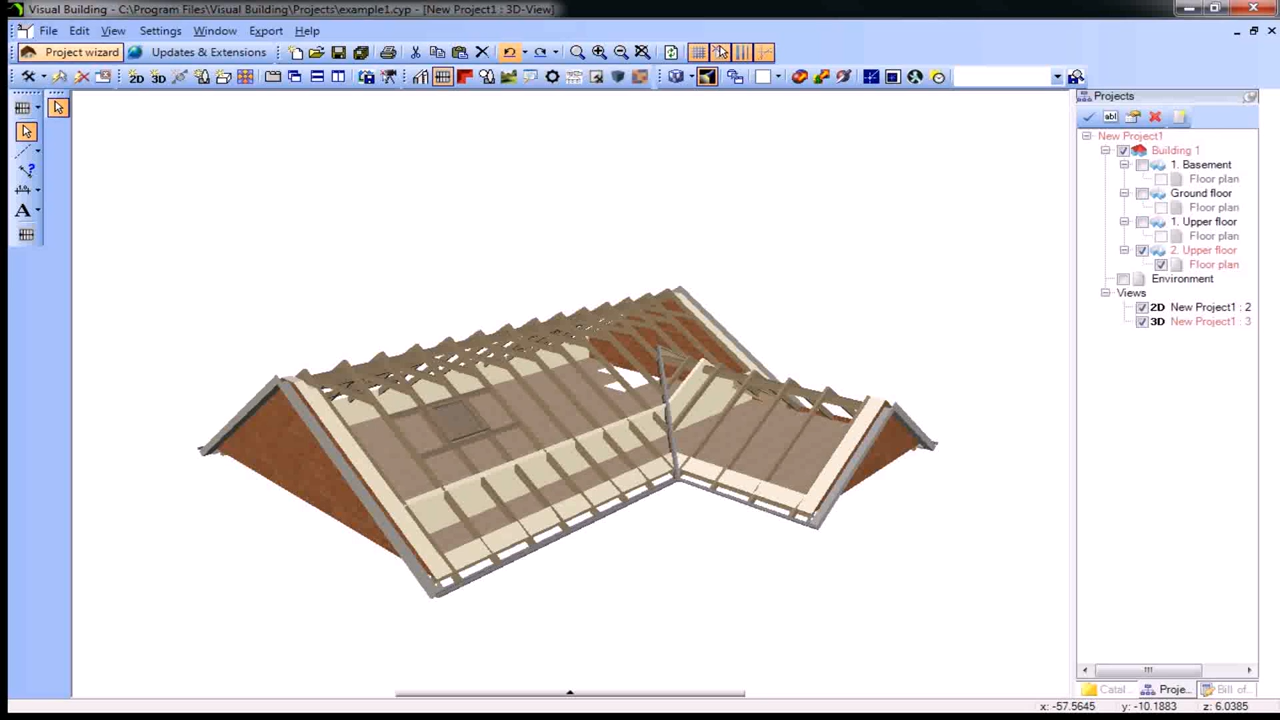 Visual Building - C:\Program Files\Visual Building\Projects\example1.cyp - [New Project1 : 3D-View]
File Edit View Settings Window Export Help
Project wizard Updates & Extensions
2D 3D
Projects
abl
New Project1
Building 1
1. Basement
Floor plan
Ground floor
Floor plan
1. Upper floor
Floor plan
2. Upper floor
Floor plan
Environment
Views
2D New Project1 : 2
3D New Project1 : 3
A
Catal... Proje... Bill of...
x: -57.5645 y: -10.1883 z: 6.0385